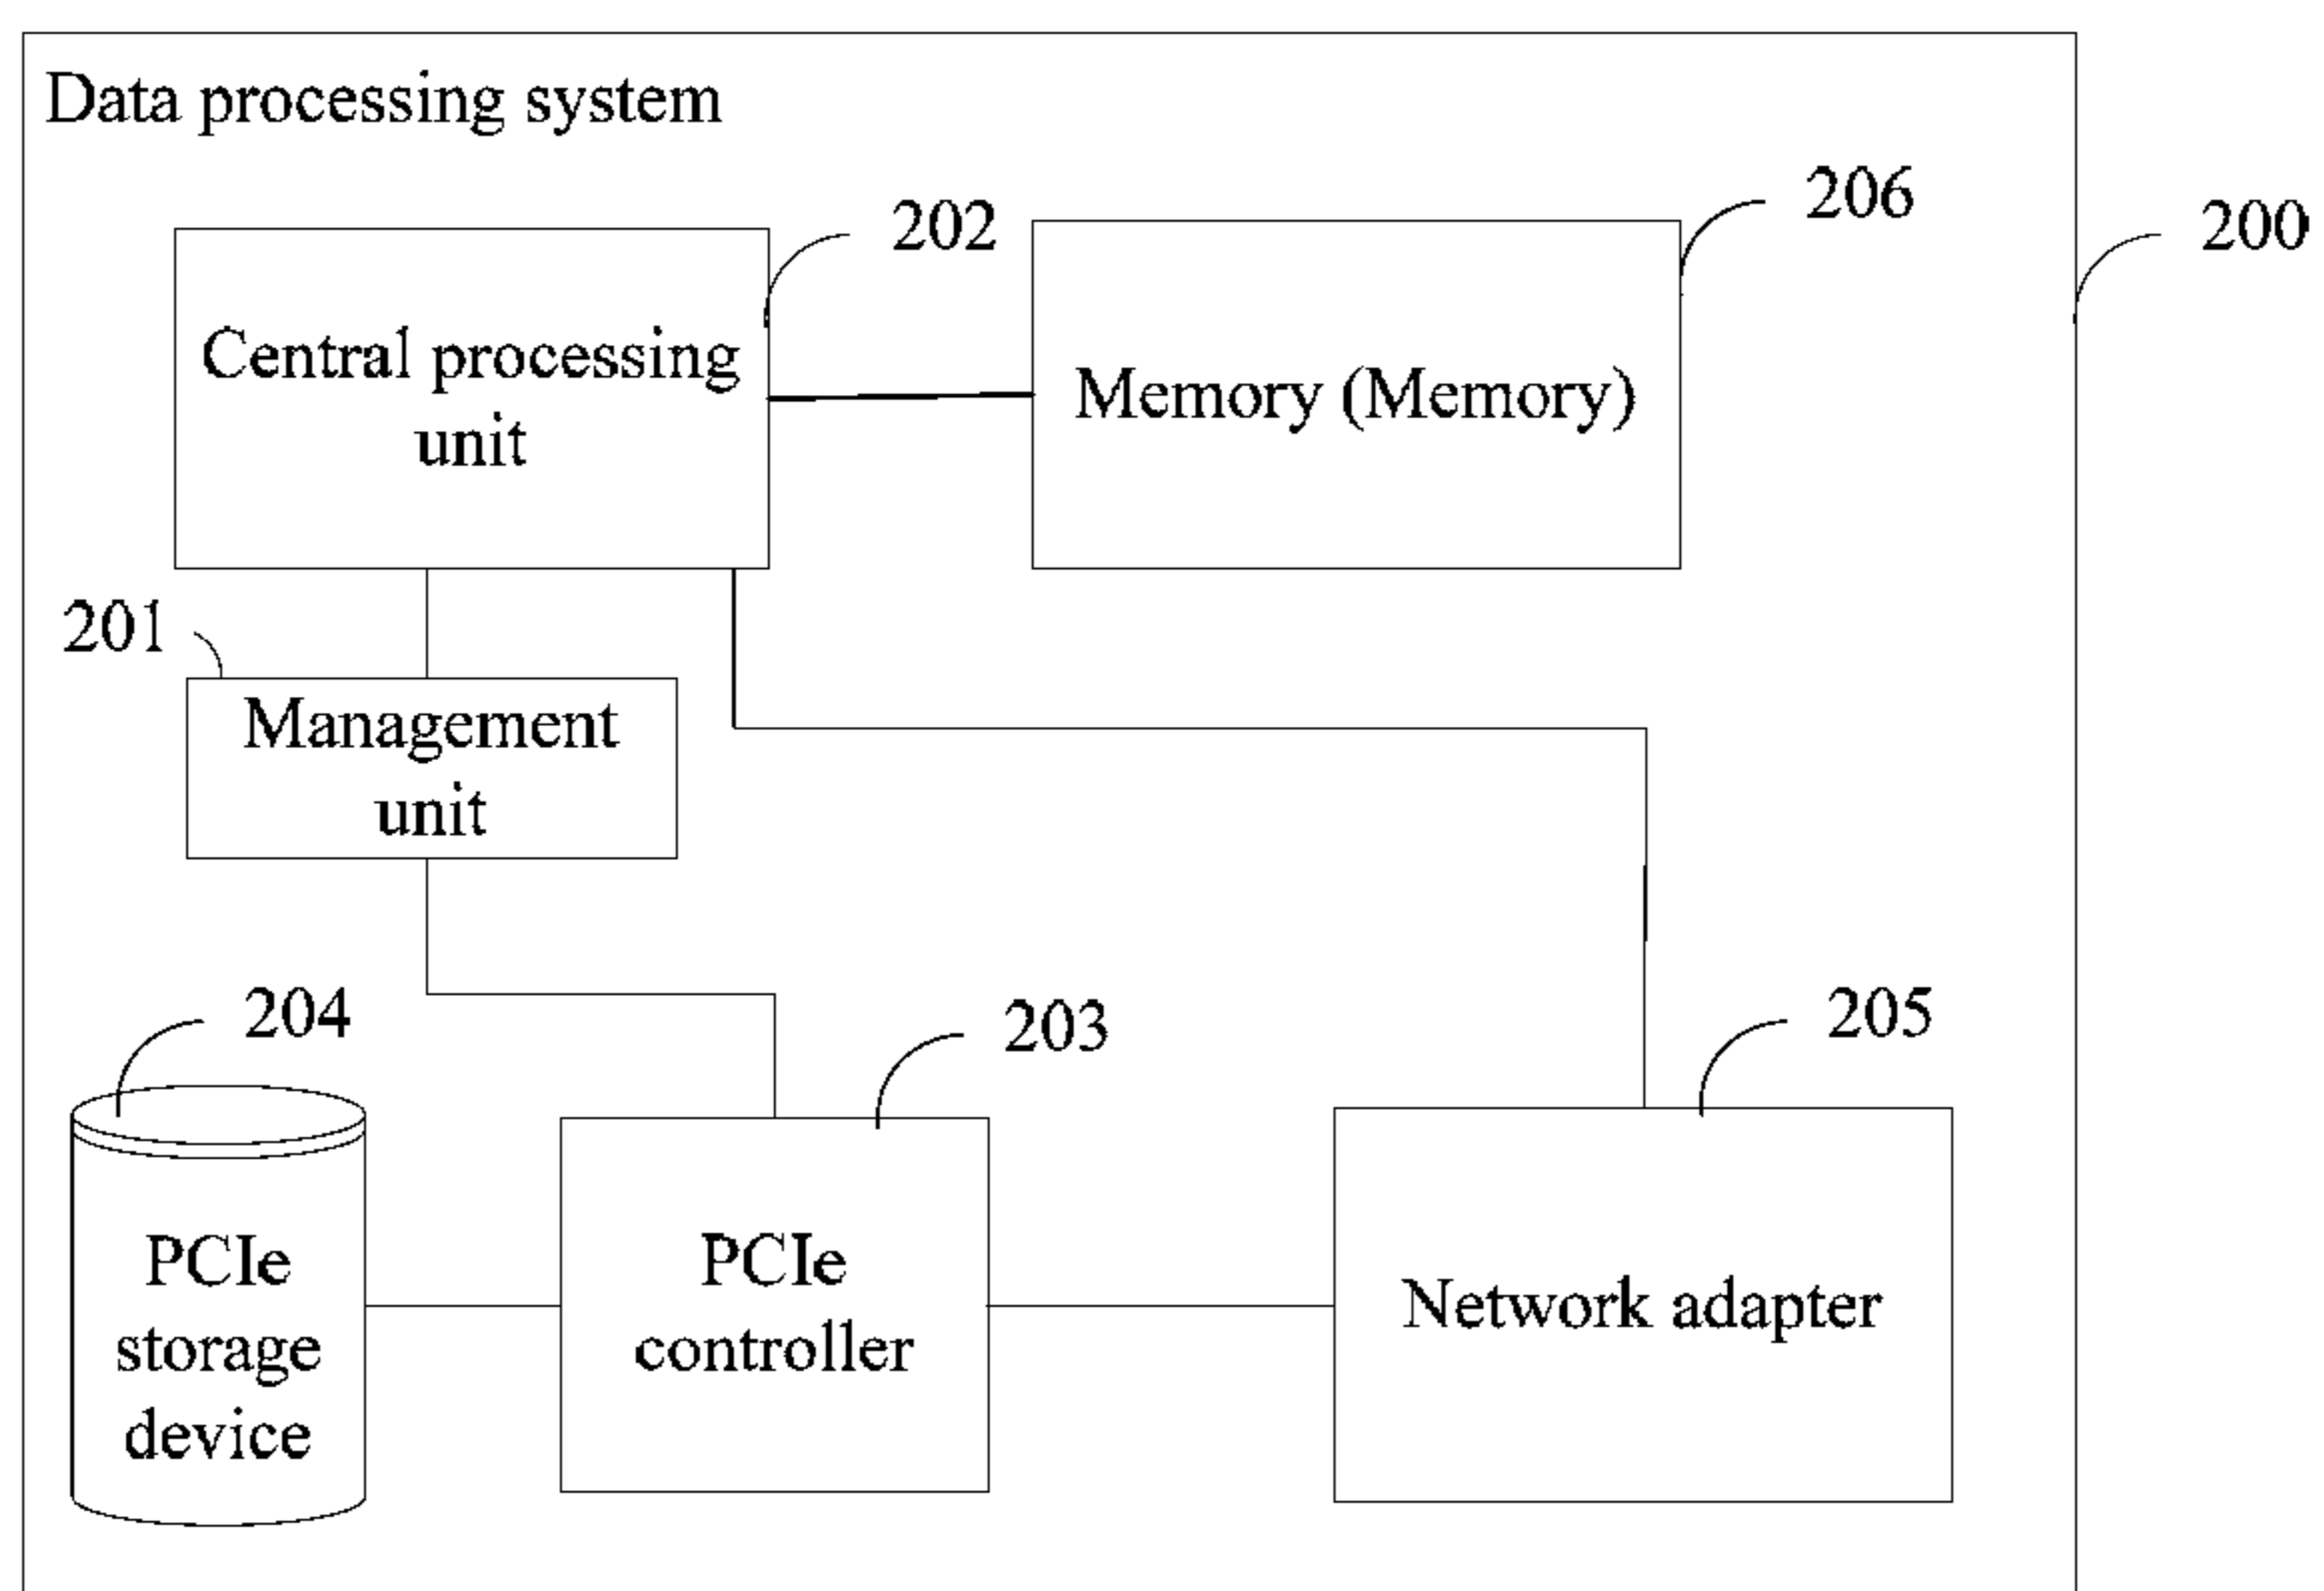 Data processing system
206
202
200
Central processing
unit
Memory (Memory)
201
Management
unit
204
203
205
PCIe
storage
device
PCIe
controller
Network adapter